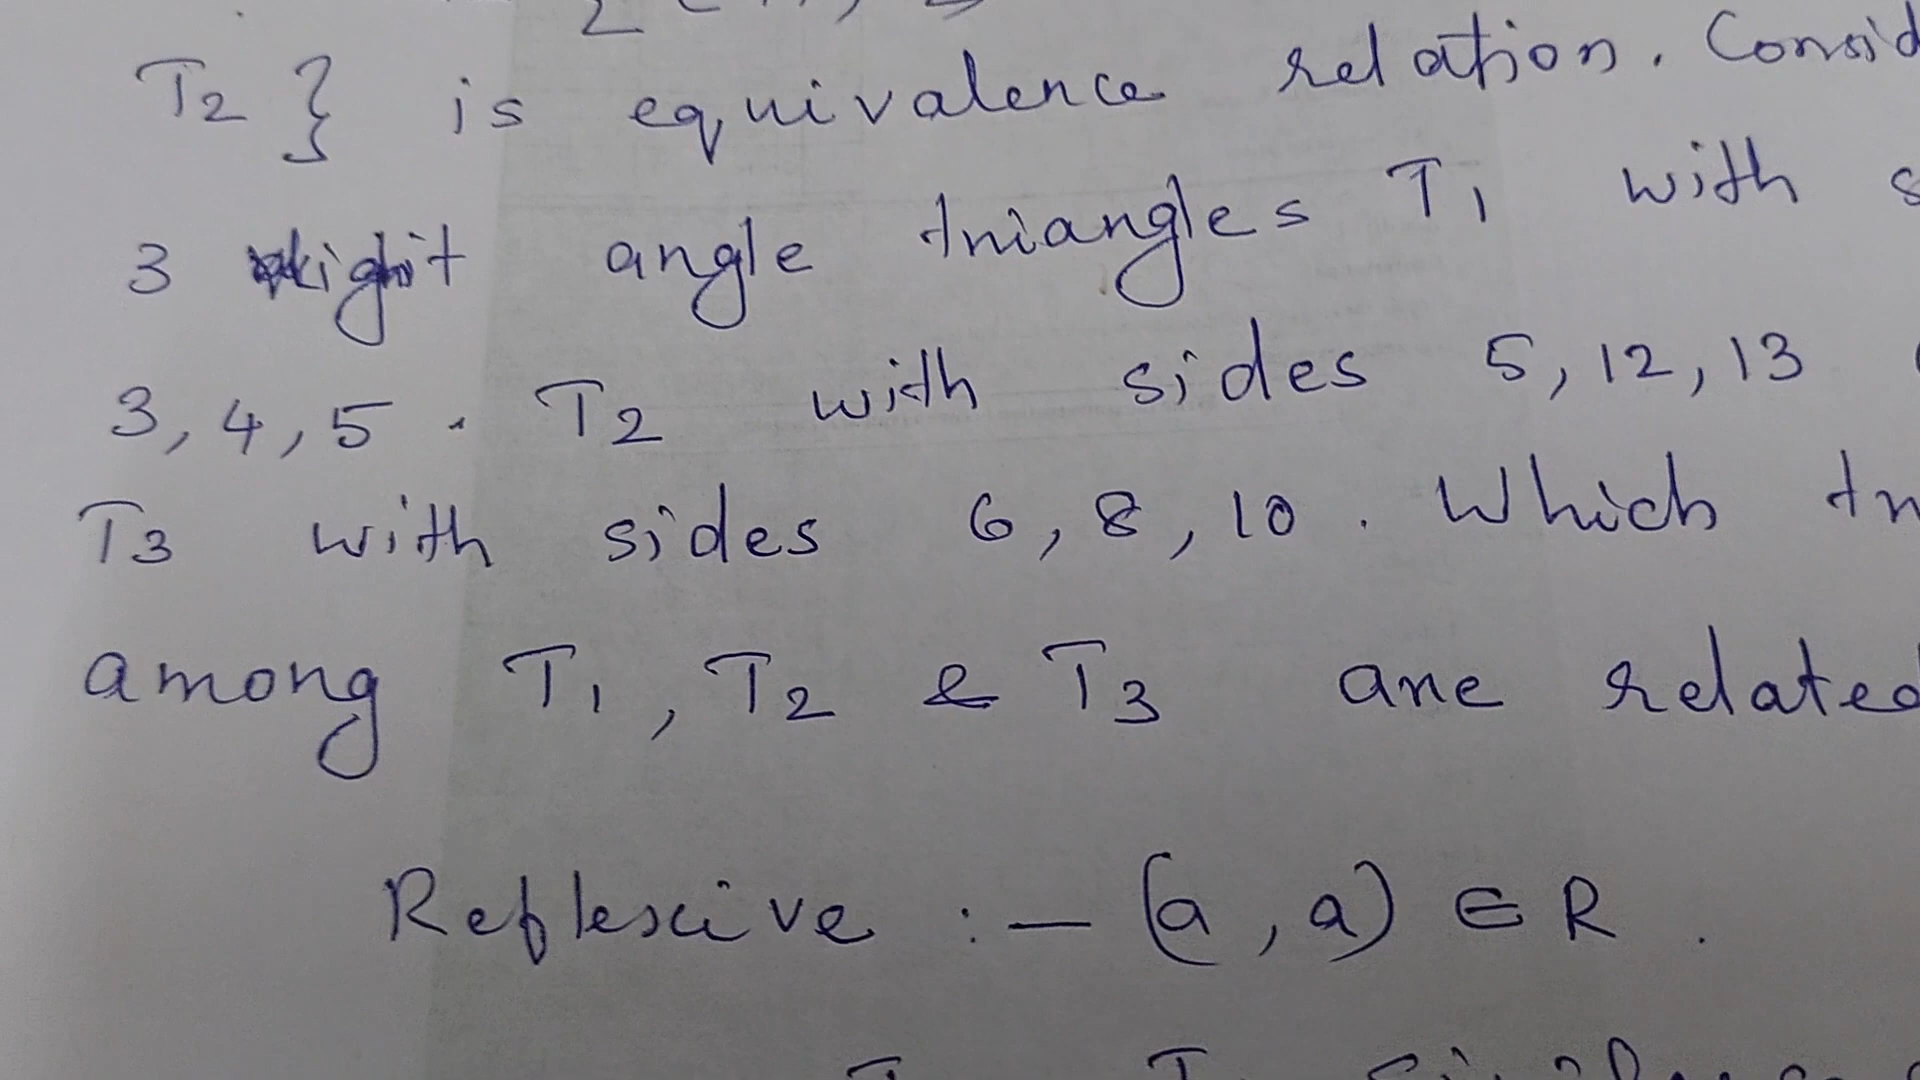 T2 } is equivalence relation. Consid
3 right angle triangles T1 with s
3, 4, 5 . T2 with sides 5, 12, 13
T3 with sides 6, 8, 10 . Which tr
among T1, T2 & T3 are related
Reflexive :- (a, a) ∈ R .